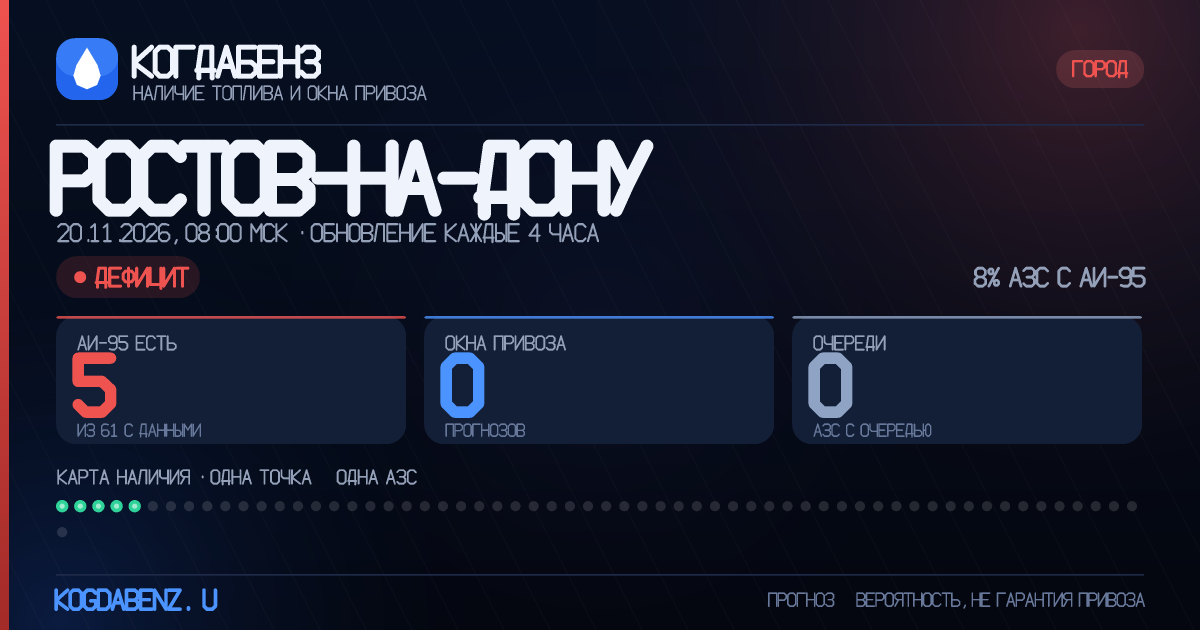 КОГДАБЕНЗ
НАЛИЧИЕ ТОПЛИВА И ОКНА ПРИВОЗА
ГОРОД
РОСТОВ-НА-ДОНУ
20.11.2026, 08:00 МСК · ОБНОВЛЕНИЕ КАЖДЫЕ 4 ЧАСА
ДЕФИЦИТ
8% АЗС С АИ-95
АИ-95 ЕСТЬ
5
ИЗ 61 С ДАННЫМИ
ОКНА ПРИВОЗА
0
ПРОГНОЗОВ
ОЧЕРЕДИ
0
АЗС С ОЧЕРЕДЬЮ
КАРТА НАЛИЧИЯ · ОДНА ТОЧКА ОДНА АЗС
KOGDABENZ. U
ПРОГНОЗ ВЕРОЯТНОСТЬ, НЕ ГАРАНТИЯ ПРИВОЗА